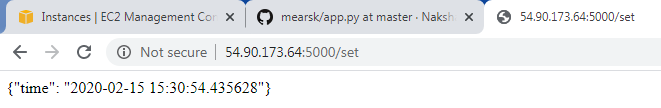 Instances | EC2 Management Con
mearsk/app.py at master · Naksha
54.90.173.64:5000/set
Not secure | 54.90.173.64:5000/set
{"time": "2020-02-15 15:30:54.435628"}